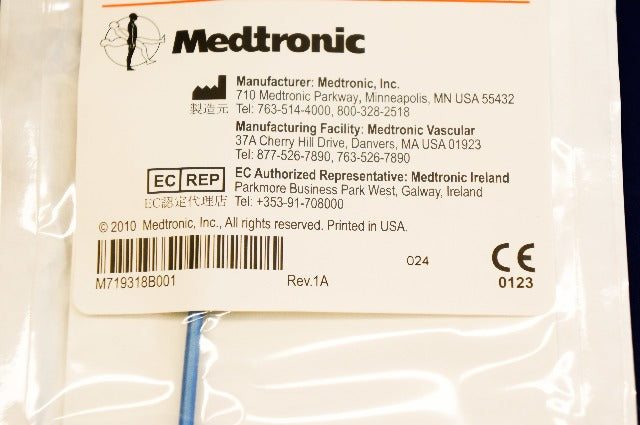 Medtronic
Manufacturer: Medtronic, Inc.
710 Medtronic Parkway, Minneapolis, MN USA 55432
製造元 Tel: 763-514-4000, 800-328-2518
Manufacturing Facility: Medtronic Vascular
37A Cherry Hill Drive, Danvers, MA USA 01923
Tel: 877-526-7890, 763-526-7890
EC REP EC Authorized Representative: Medtronic Ireland
Parkmore Business Park West, Galway, Ireland
EC認定代理店 Tel: +353-91-708000
© 2010 Medtronic, Inc., All rights reserved. Printed in USA.
024 CE
M719318B001 Rev.1A 0123